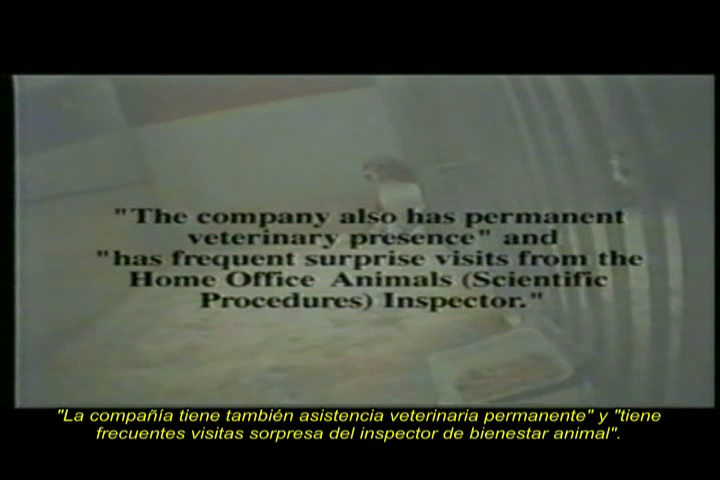 "The company also has permanent
veterinary presence" and
"has frequent surprise visits from the
Home Office Animals (Scientific
Procedures) Inspector."
"La compañía tiene también asistencia veterinaria permanente" y "tiene
frecuentes visitas sorpresa del inspector de bienestar animal".